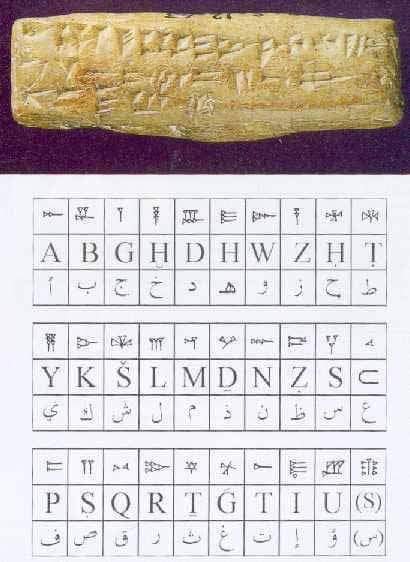 𐎀 𐎁 𐎂 𐎃 𐎄 𐎅 𐎆 𐎇 𐎈 𐎉
A B G Ḫ D H W Z Ḥ Ṭ
أ ب ج خ د هـ و ز ح ط
𐎊 𐎋 𐎌 𐎍 𐎎 𐎏 𐎐 𐎑 𐎒 𐎓
Y K Š L M Ḏ N Ẓ S ⊂
ي ك ش ل م ذ ن ظ س ع
𐎔 𐎕 𐎖 𐎗 𐎘 𐎙 𐎚 𐎛 𐎜 𐎝
P Ṣ Q R Ṯ Ġ T I U (S)
ف ص ق ر ث غ ت إ ؤ (س)